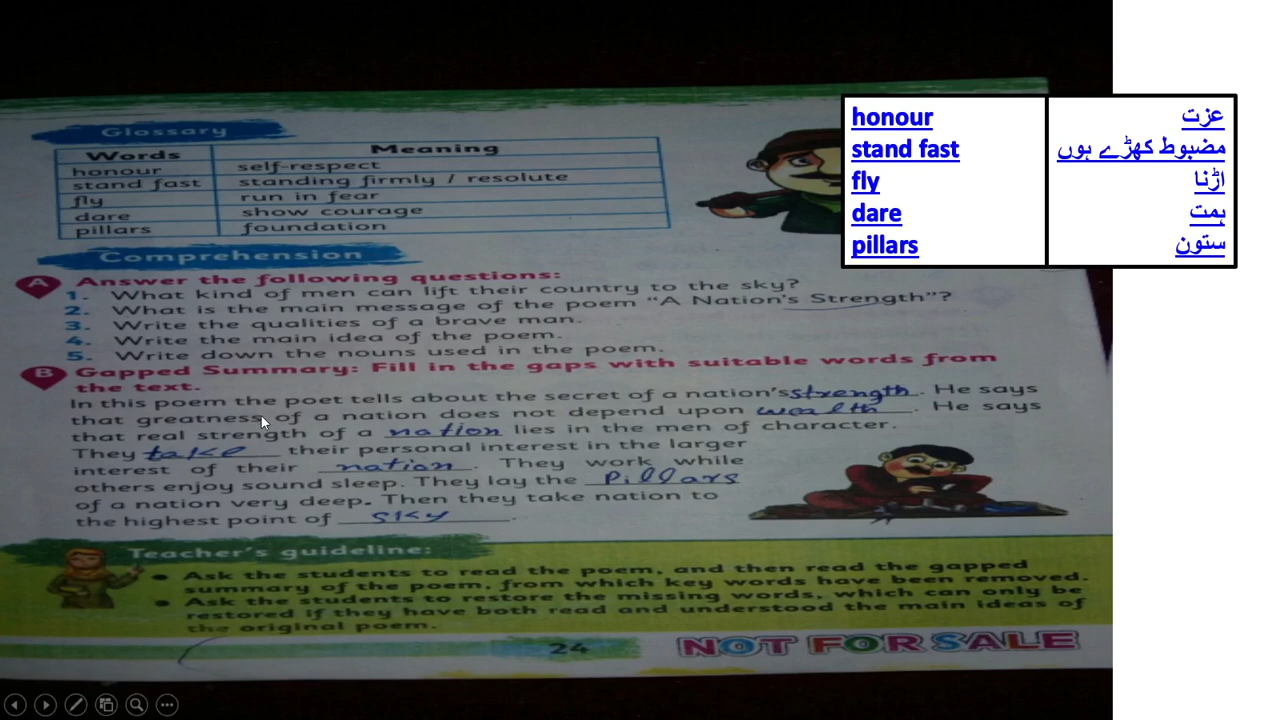 Glossary
Words Meaning
honour self-respect
stand fast standing firmly / resolute
fly run in fear
dare show courage
pillars foundation
honour عزت
stand fast مضبوط کھڑے ہوں
fly اڑنا
dare ہمت
pillars ستون
Comprehension
A Answer the following questions:
1. What kind of men can lift their country to the sky?
2. What is the main message of the poem “A Nation's Strength”?
3. Write the qualities of a brave man.
4. Write the main idea of the poem.
5. Write down the nouns used in the poem.
B Gapped Summary: Fill in the gaps with suitable words from
the text.
In this poem the poet tells about the secret of a nation's strength. He says
that greatness of a nation does not depend upon wealth. He says
that real strength of a nation lies in the men of character.
They take their personal interest in the larger
interest of their nation. They work while
others enjoy sound sleep. They lay the Pillars
of a nation very deep. Then they take nation to
the highest point of sky.
Teacher's guideline:
• Ask the students to read the poem, and then read the gapped
summary of the poem, from which key words have been removed.
• Ask the students to restore the missing words, which can only be
restored if they have both read and understood the main ideas of
the original poem.
24
NOT FOR SALE